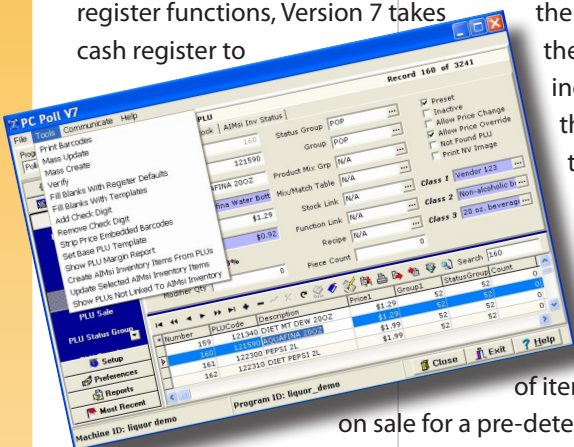 register functions, Version 7 takes
cash register to
the
PC Poll V7
File Tools Communicate Help
Print Barcodes
Mass Update
Mass Create
Verify
Fill Blanks With Register Defaults
Fill Blanks With Templates
Add Check Digit
Remove Check Digit
Strip Price Embedded Barcodes
Set Base PLU Template
Show PLU Margin Report
Create AIMsi Inventory Items From PLUs
Update Selected AIMsi Inventory Items
Show PLUs Not Linked To AIMsi Inventory
PLU
Record 160 of 3241
AIMsi Inv Status
160
121590
$1.29
$0.92
0
Modifier Qty
Status Group POP
Group POP
Product Mix Grp N/A
Mix/Match Table N/A
Stock Link N/A
Function Link N/A
Recipe N/A
Piece Count 0
Preset
Inactive
Allow Price Change
Allow Price Override
Not Found PLU
Print NV Image
Class 1 Vendor 123
Class 2
Class 3
PLU Sale
PLU Status Group
Setup
Preferences
Reports
Most Recent
Search 160
Number PLUCode Description Price1 Group1 StatusGroup Count
159 121340 DIET MT DEW 20OZ $1.29 52 52 0
160 121590 AQUAFINA 20OZ $1.29 52 52 0
161 122300 PEPSI 2L $1.99 52 52 0
162 122310 DIET PEPSI 2L $1.99 52 52 0
Close Exit Help
Machine ID: liquor demo Program ID: liquor_demo
of item
on sale for a pre-dete